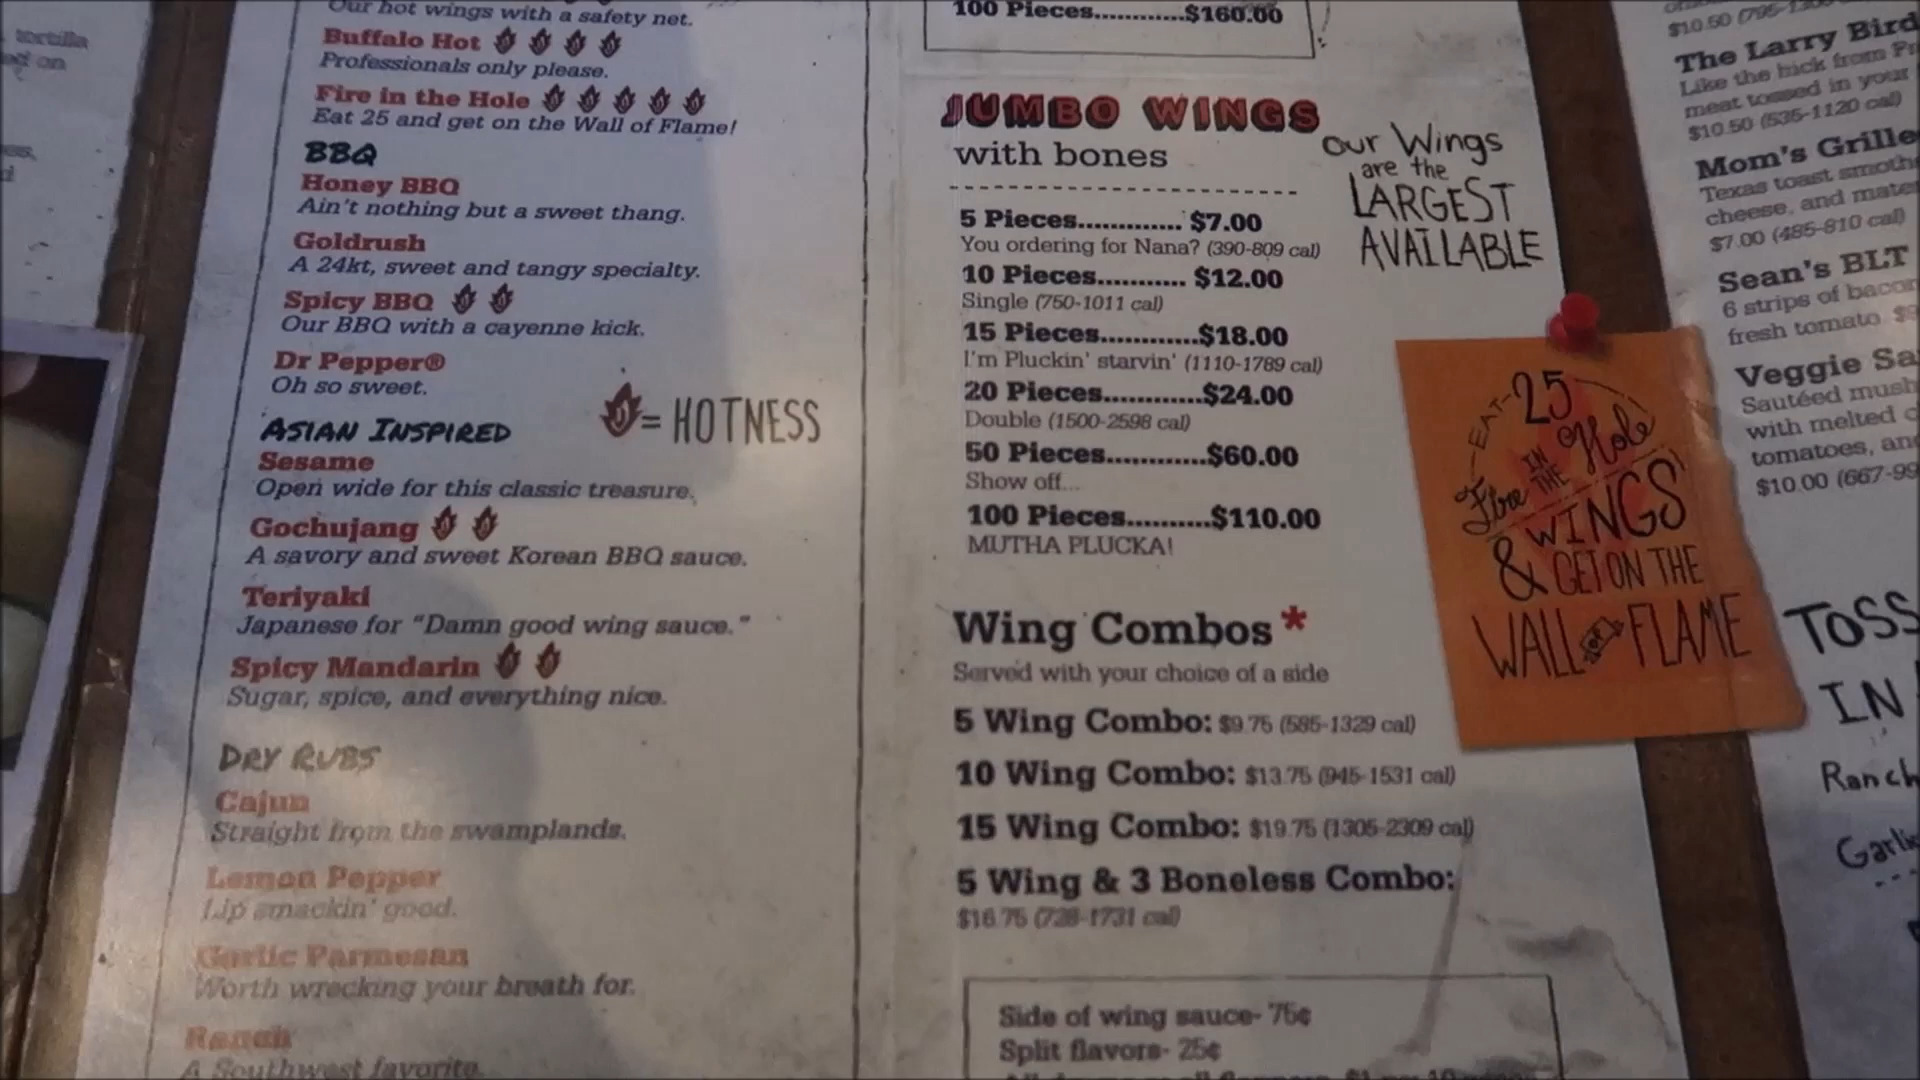 Our hot wings with a safety net.
Buffalo Hot
Professionals only please.
Fire in the Hole
Eat 25 and get on the Wall of Flame!
BBQ
Honey BBQ
Ain't nothing but a sweet thang.
Goldrush
A 24kt, sweet and tangy specialty.
Spicy BBQ
Our BBQ with a cayenne kick.
Dr Pepper®
Oh so sweet.
= HOTNESS
ASIAN INSPIRED
Sesame
Open wide for this classic treasure.
Gochujang
A savory and sweet Korean BBQ sauce.
Teriyaki
Japanese for "Damn good wing sauce."
Spicy Mandarin
Sugar, spice, and everything nice.
DRY RUBS
Cajun
Straight from the swamplands.
Lemon Pepper
Lip smackin' good.
Garlic Parmesan
Worth wrecking your breath for.
Ranch
A Southwest favorite.
100 Pieces............$160.00
JUMBO WINGS
with bones
5 Pieces............. $7.00
You ordering for Nana? (390-809 cal)
10 Pieces........... $12.00
Single (750-1011 cal)
15 Pieces............$18.00
I'm Pluckin' starvin' (1110-1789 cal)
20 Pieces............$24.00
Double (1500-2598 cal)
50 Pieces............$60.00
Show off...
100 Pieces..........$110.00
MUTHA PLUCKA!
our Wings
are the
LARGEST
AVAILABLE
Wing Combos *
Served with your choice of a side
5 Wing Combo: $9.75 (585-1329 cal)
10 Wing Combo: $13.75 (945-1531 cal)
15 Wing Combo: $19.75 (1305-2309 cal)
5 Wing & 3 Boneless Combo:
$16.75 (728-1731 cal)
Side of wing sauce- 75¢
Split flavors- 25¢
EAT 25
Fire IN THE Hole
WINGS
& GET ON THE
WALL OF FLAME
The Larry Bird
Like the hick from
meat tossed in your
$10.50 (535-1120 cal)
Mom's
Texas toast
cheese, and
$7.00 (485-810 cal)
Sean's BLT
6 strips of
fresh tomato
Veggie
Sautéed
with melted
tomatoes,
$10.00
TOSS
IN
Ranch